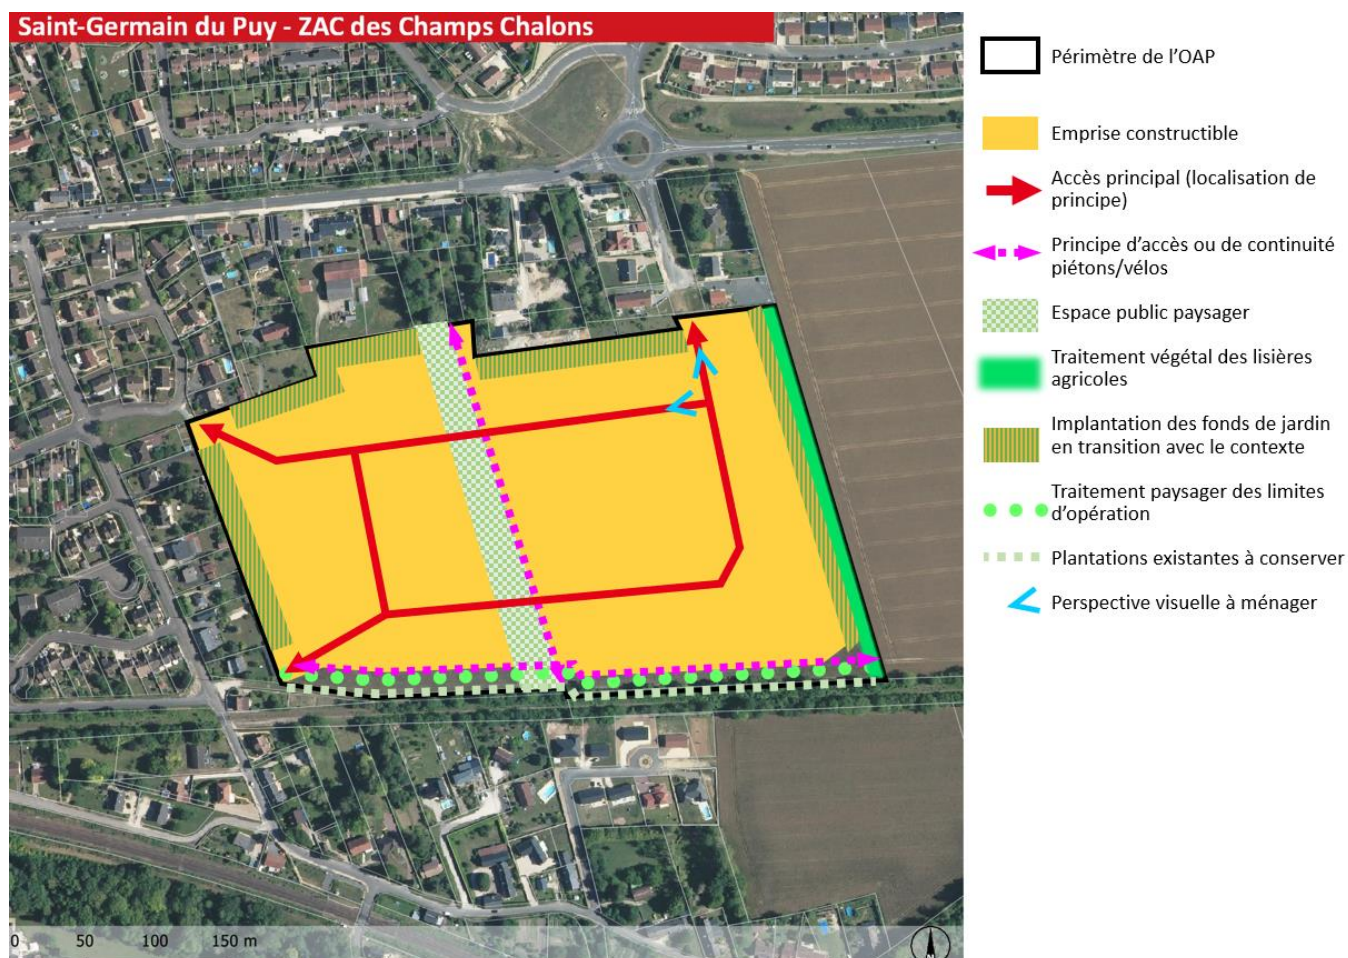 Saint-Germain du Puy - ZAC des Champs Chalons
Périmètre de l'OAP
Emprise constructible
Accès principal (localisation de
principe)
Principe d'accès ou de continuité
piétons/vélos
Espace public paysager
Traitement végétal des lisières
agricoles
Implantation des fonds de jardin
en transition avec le contexte
Traitement paysager des limites
d'opération
Plantations existantes à conserver
Perspective visuelle à ménager
0 50 100 150 m